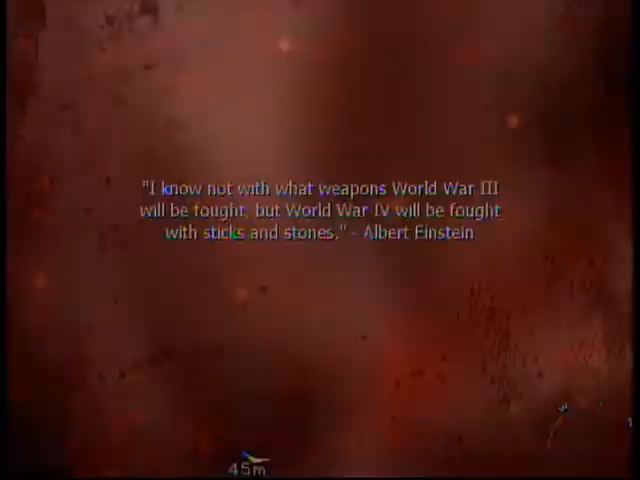 "I know not with what weapons World War III
will be fought, but World War IV will be fought
with sticks and stones." - Albert Einstein
45m